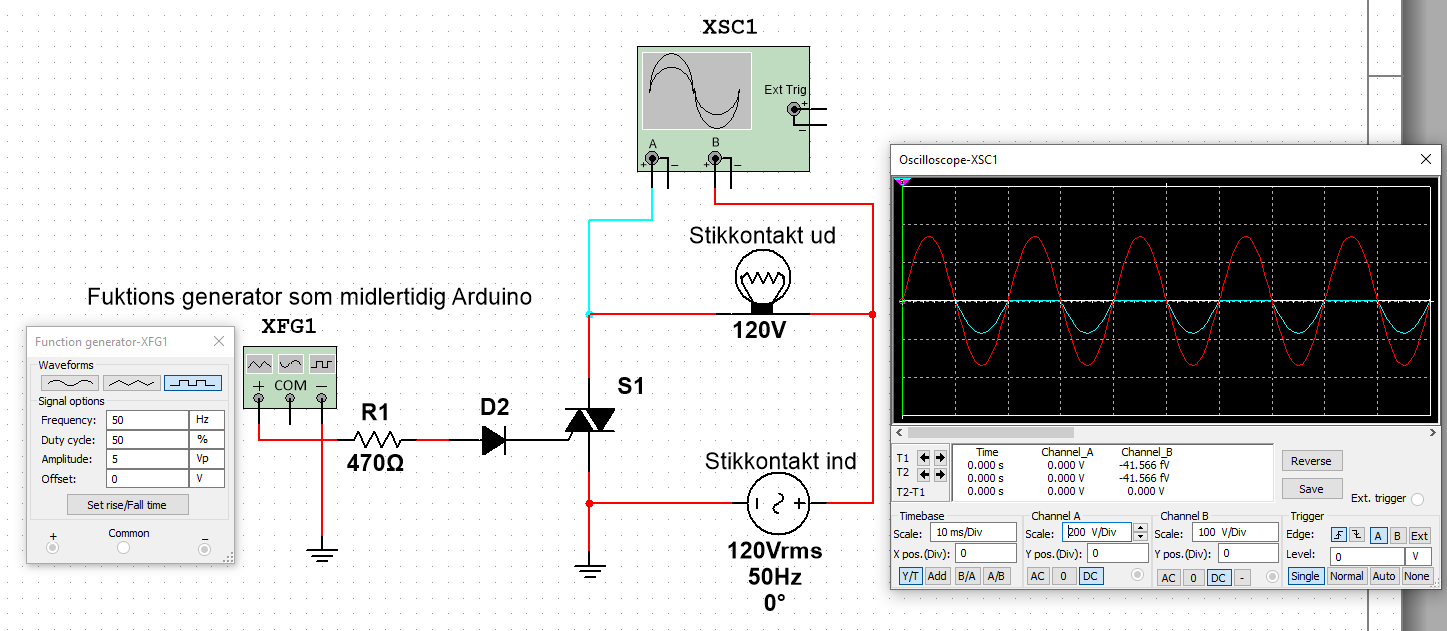 XSC1
Ext Trig
+
−
A
B
+
−
+
−
Stikkontakt ud
120V
Fuktions generator som midlertidig Arduino
XFG1
+ COM −
Function generator-XFG1
Waveforms
Signal options
Frequency: 50 Hz
Duty cycle: 50 %
Amplitude: 5 Vp
Offset: 0 V
Set rise/Fall time
+ Common −
R1
470Ω
D2
S1
Stikkontakt ind
+
120Vrms
50Hz
0°
Oscilloscope-XSC1
Time Channel_A Channel_B
T1 0.000 s 0.000 V -41.566 fV
T2 0.000 s 0.000 V -41.566 fV
T2-T1 0.000 s 0.000 V 0.000 V
Reverse
Save
Ext. trigger
Timebase
Scale: 10 ms/Div
X pos.(Div): 0
Y/T Add B/A A/B
Channel A
Scale: 200 V/Div
Y pos.(Div): 0
AC 0 DC
Channel B
Scale: 100 V/Div
Y pos.(Div): 0
AC 0 DC -
Trigger
Edge: A B Ext
Level: 0 V
Single Normal Auto None